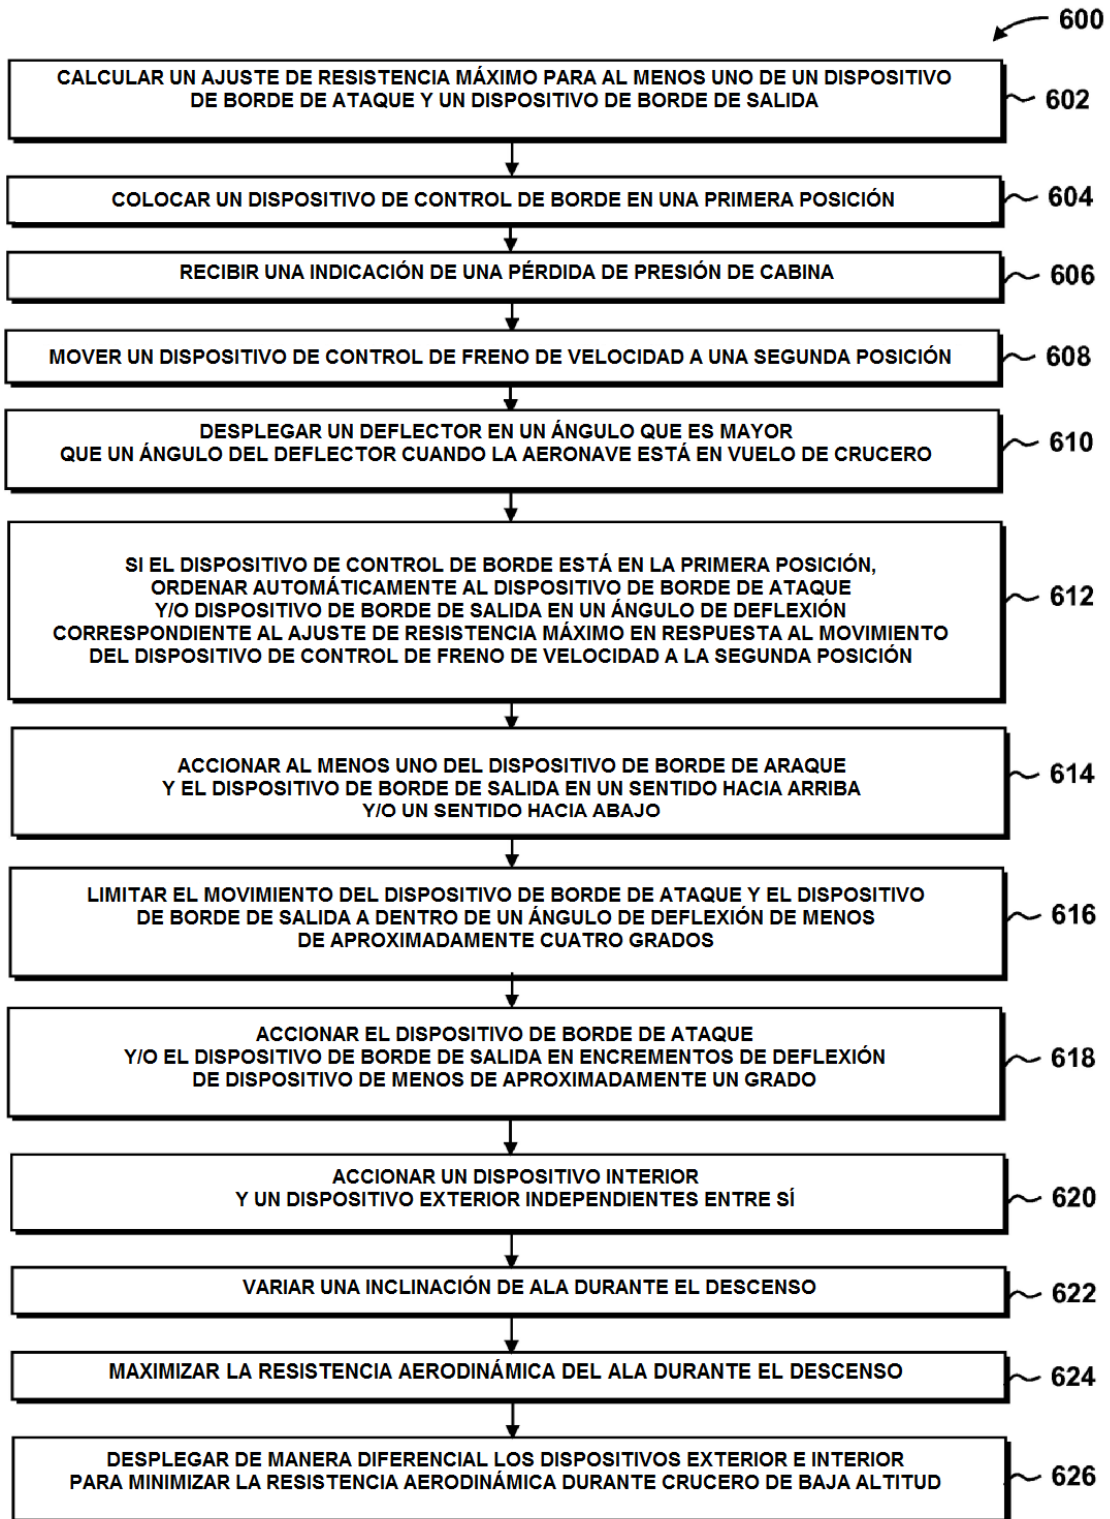 600
CALCULAR UN AJUSTE DE RESISTENCIA MÁXIMO PARA AL MENOS UNO DE UN DISPOSITIVO
DE BORDE DE ATAQUE Y UN DISPOSITIVO DE BORDE DE SALIDA
602
COLOCAR UN DISPOSITIVO DE CONTROL DE BORDE EN UNA PRIMERA POSICIÓN
604
RECIBIR UNA INDICACIÓN DE UNA PÉRDIDA DE PRESIÓN DE CABINA
606
MOVER UN DISPOSITIVO DE CONTROL DE FRENO DE VELOCIDAD A UNA SEGUNDA POSICIÓN
608
DESPLEGAR UN DEFLECTOR EN UN ÁNGULO QUE ES MAYOR
QUE UN ÁNGULO DEL DEFLECTOR CUANDO LA AERONAVE ESTÁ EN VUELO DE CRUCERO
610
SI EL DISPOSITIVO DE CONTROL DE BORDE ESTÁ EN LA PRIMERA POSICIÓN,
ORDENAR AUTOMÁTICAMENTE AL DISPOSITIVO DE BORDE DE ATAQUE
Y/O DISPOSITIVO DE BORDE DE SALIDA EN UN ÁNGULO DE DEFLEXIÓN
CORRESPONDIENTE AL AJUSTE DE RESISTENCIA MÁXIMO EN RESPUESTA AL MOVIMIENTO
DEL DISPOSITIVO DE CONTROL DE FRENO DE VELOCIDAD A LA SEGUNDA POSICIÓN
612
ACCIONAR AL MENOS UNO DEL DISPOSITIVO DE BORDE DE ARAQUE
Y EL DISPOSITIVO DE BORDE DE SALIDA EN UN SENTIDO HACIA ARRIBA
Y/O UN SENTIDO HACIA ABAJO
614
LIMITAR EL MOVIMIENTO DEL DISPOSITIVO DE BORDE DE ATAQUE Y EL DISPOSITIVO
DE BORDE DE SALIDA A DENTRO DE UN ÁNGULO DE DEFLEXIÓN DE MENOS
DE APROXIMADAMENTE CUATRO GRADOS
616
ACCIONAR EL DISPOSITIVO DE BORDE DE ATAQUE
Y/O EL DISPOSITIVO DE BORDE DE SALIDA EN ENCREMENTOS DE DEFLEXIÓN
DE DISPOSITIVO DE MENOS DE APROXIMADAMENTE UN GRADO
618
ACCIONAR UN DISPOSITIVO INTERIOR
Y UN DISPOSITIVO EXTERIOR INDEPENDIENTES ENTRE SÍ
620
VARIAR UNA INCLINACIÓN DE ALA DURANTE EL DESCENSO
622
MAXIMIZAR LA RESISTENCIA AERODINÁMICA DEL ALA DURANTE EL DESCENSO
624
DESPLEGAR DE MANERA DIFERENCIAL LOS DISPOSITIVOS EXTERIOR E INTERIOR
PARA MINIMIZAR LA RESISTENCIA AERODINÁMICA DURANTE CRUCERO DE BAJA ALTITUD
626